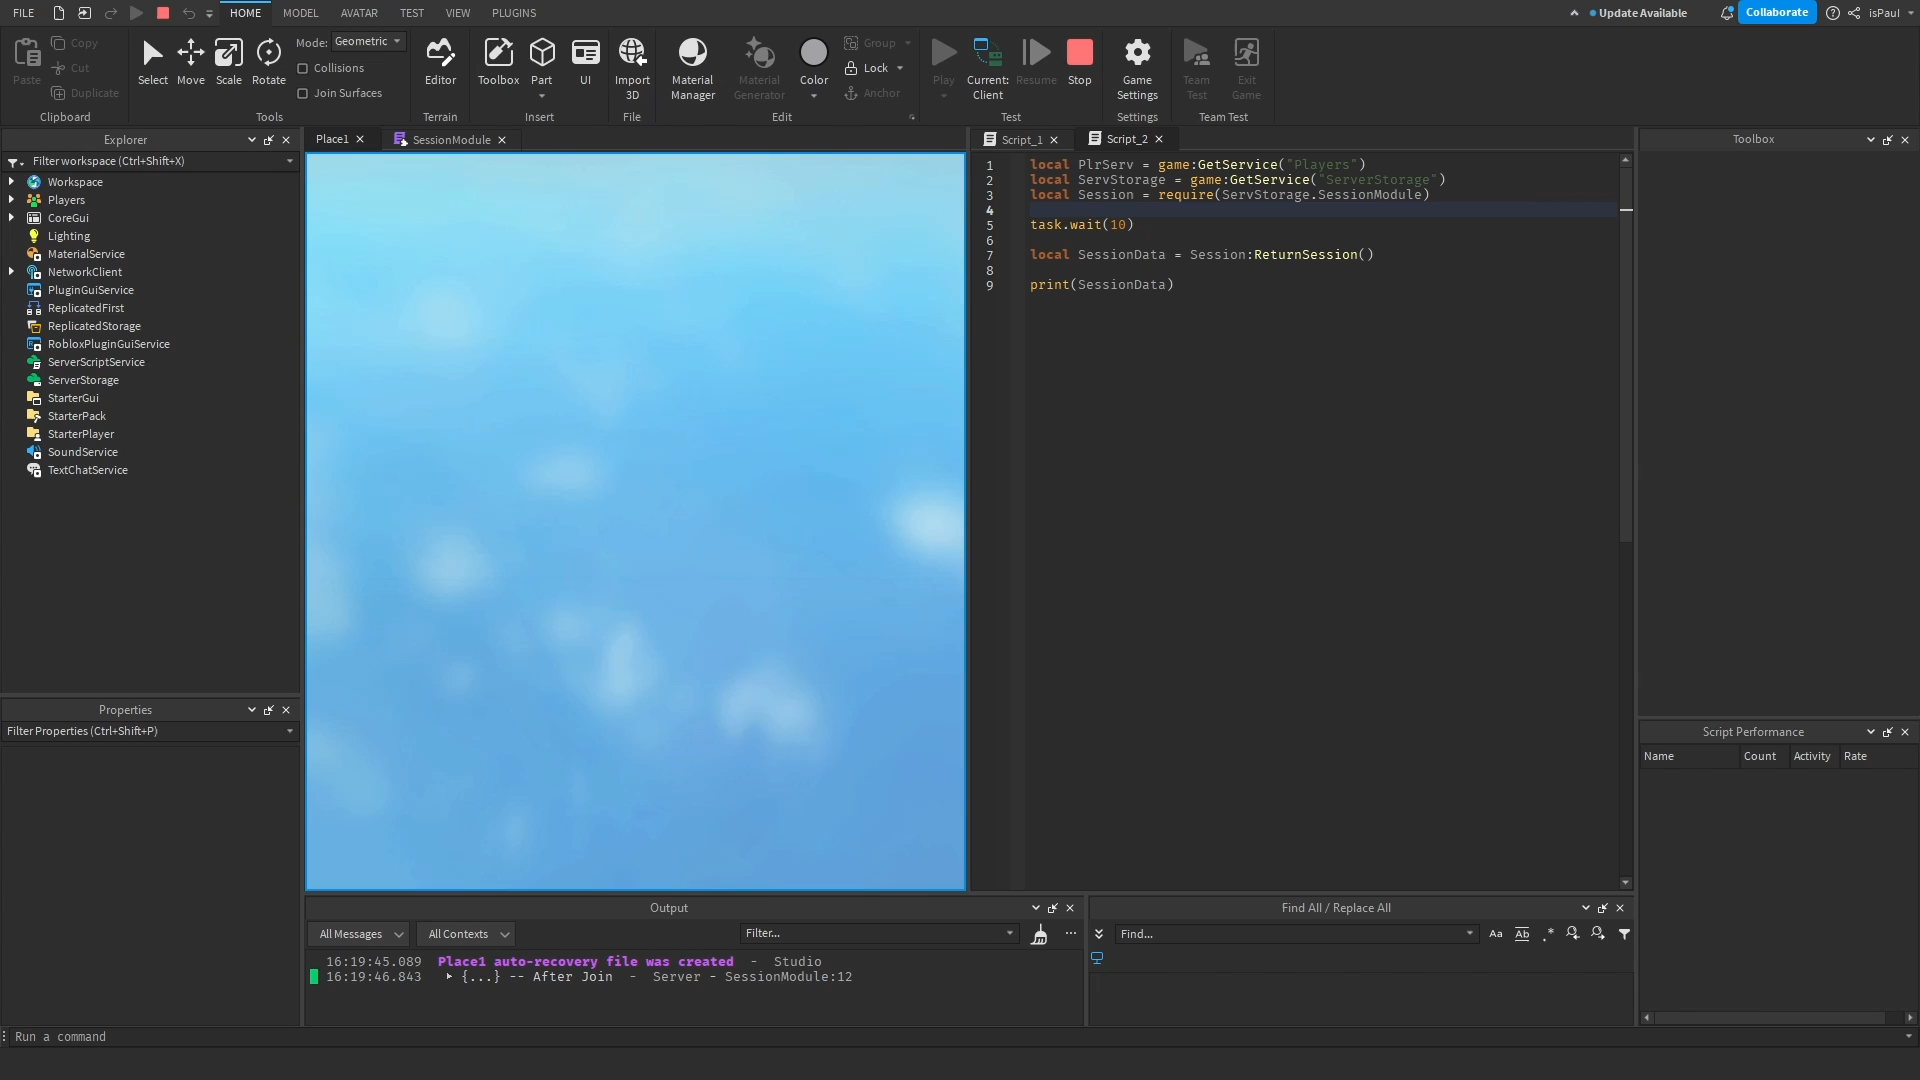 FILE HOME MODEL AVATAR TEST VIEW PLUGINS Update Available Collaborate isPaul
Paste Copy Cut Duplicate
Clipboard
Select Move Scale Rotate Mode: Geometric
Collisions
Join Surfaces
Tools
Editor
Terrain
Toolbox Part UI
Insert
Import
3D
File
Material
Manager
Material
Generator
Color
Group
Lock
Anchor
Edit
Play
Current:
Client
Resume
Stop
Test
Game
Settings
Settings
Team
Test
Exit
Game
Team Test
Explorer
Filter workspace (Ctrl+Shift+X)
Workspace
Players
CoreGui
Lighting
MaterialService
NetworkClient
PluginGuiService
ReplicatedFirst
ReplicatedStorage
RobloxPluginGuiService
ServerScriptService
ServerStorage
StarterGui
StarterPack
StarterPlayer
SoundService
TextChatService
Properties
Filter Properties (Ctrl+Shift+P)
Place1 SessionModule
Script_1 Script_2
1 local PlrServ = game:GetService("Players")
2 local ServStorage = game:GetService("ServerStorage")
3 local Session = require(ServStorage.SessionModule)
4
5 task.wait(10)
6
7 local SessionData = Session:ReturnSession()
8
9 print(SessionData)
Toolbox
Script Performance
Name Count Activity Rate
Output
All Messages All Contexts Filter...
16:19:45.089 Place1 auto-recovery file was created - Studio
16:19:46.843 {...} -- After Join - Server - SessionModule:12
Find All / Replace All
Find... Aa Ab .*
Run a command